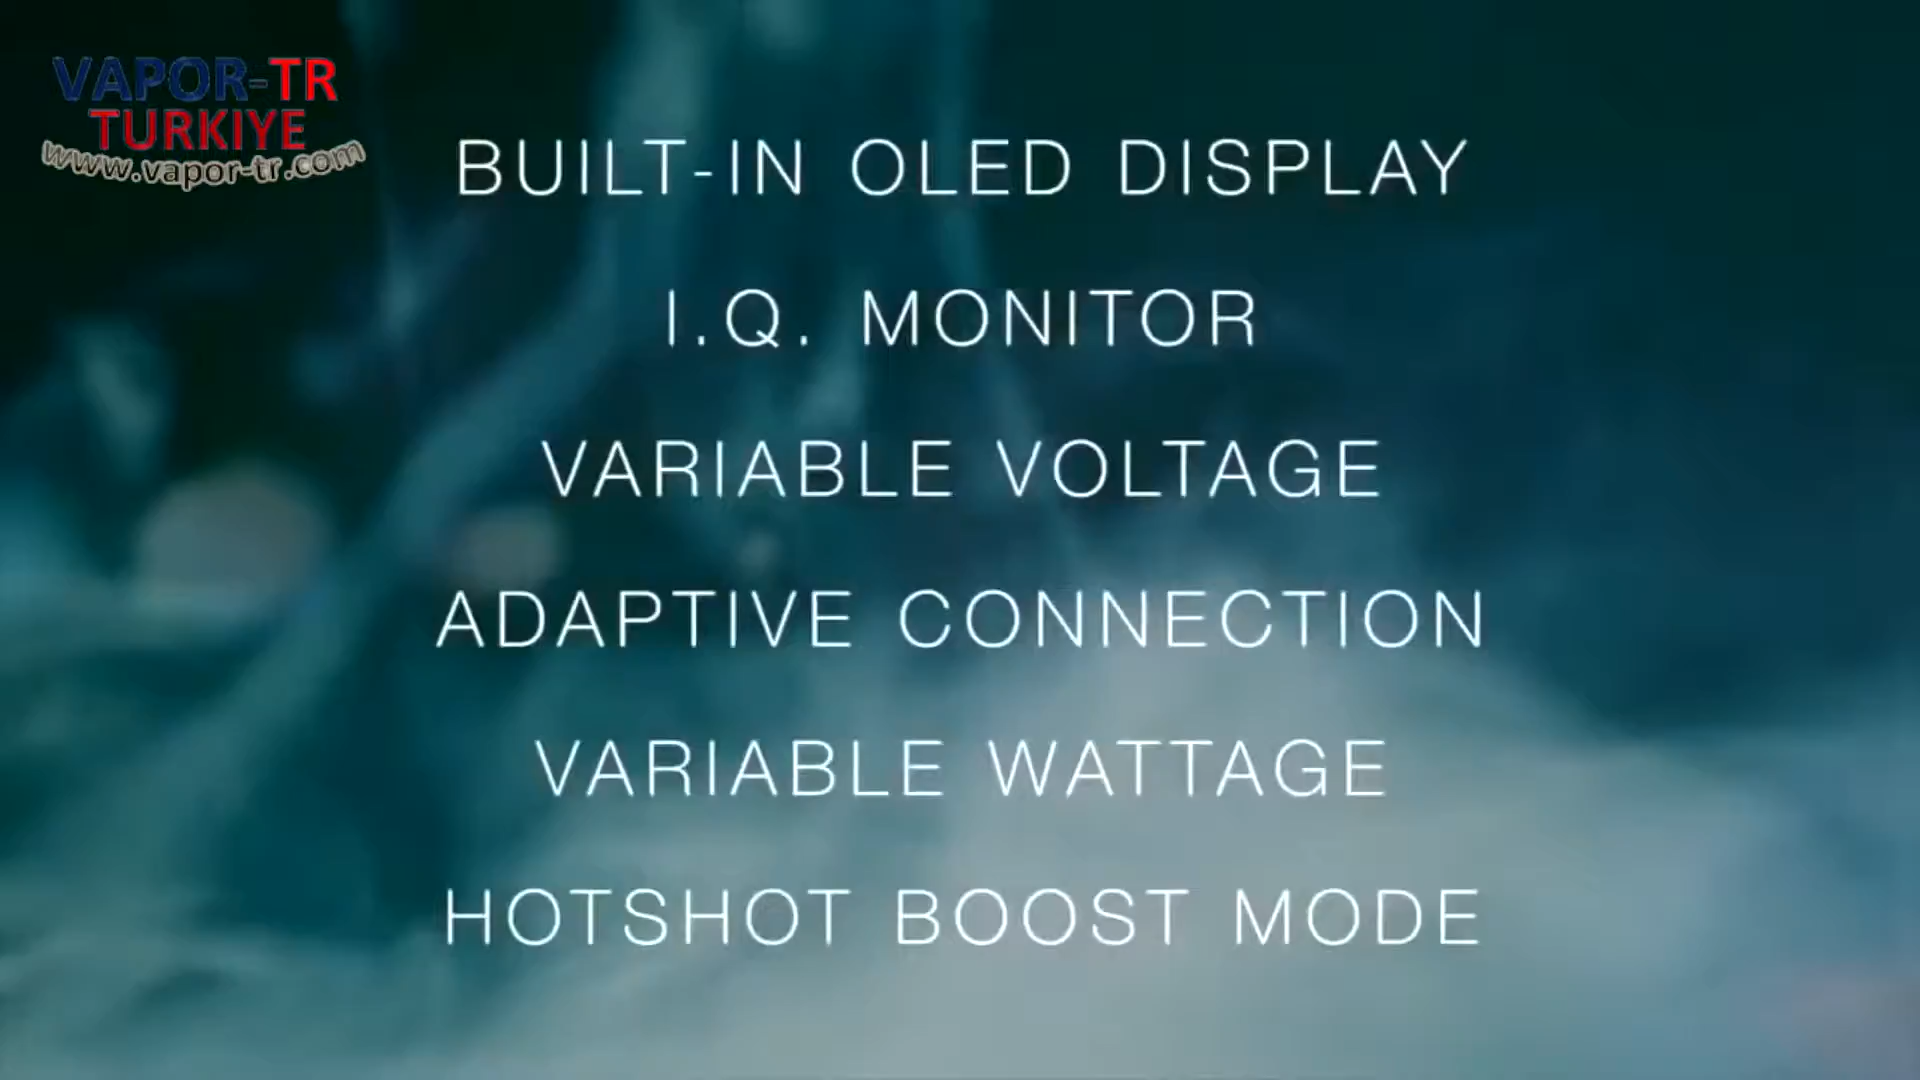 VAPOR-TR
TURKIYE
www.vapor-tr.com
BUILT-IN OLED DISPLAY
I.Q. MONITOR
VARIABLE VOLTAGE
ADAPTIVE CONNECTION
VARIABLE WATTAGE
HOTSHOT BOOST MODE